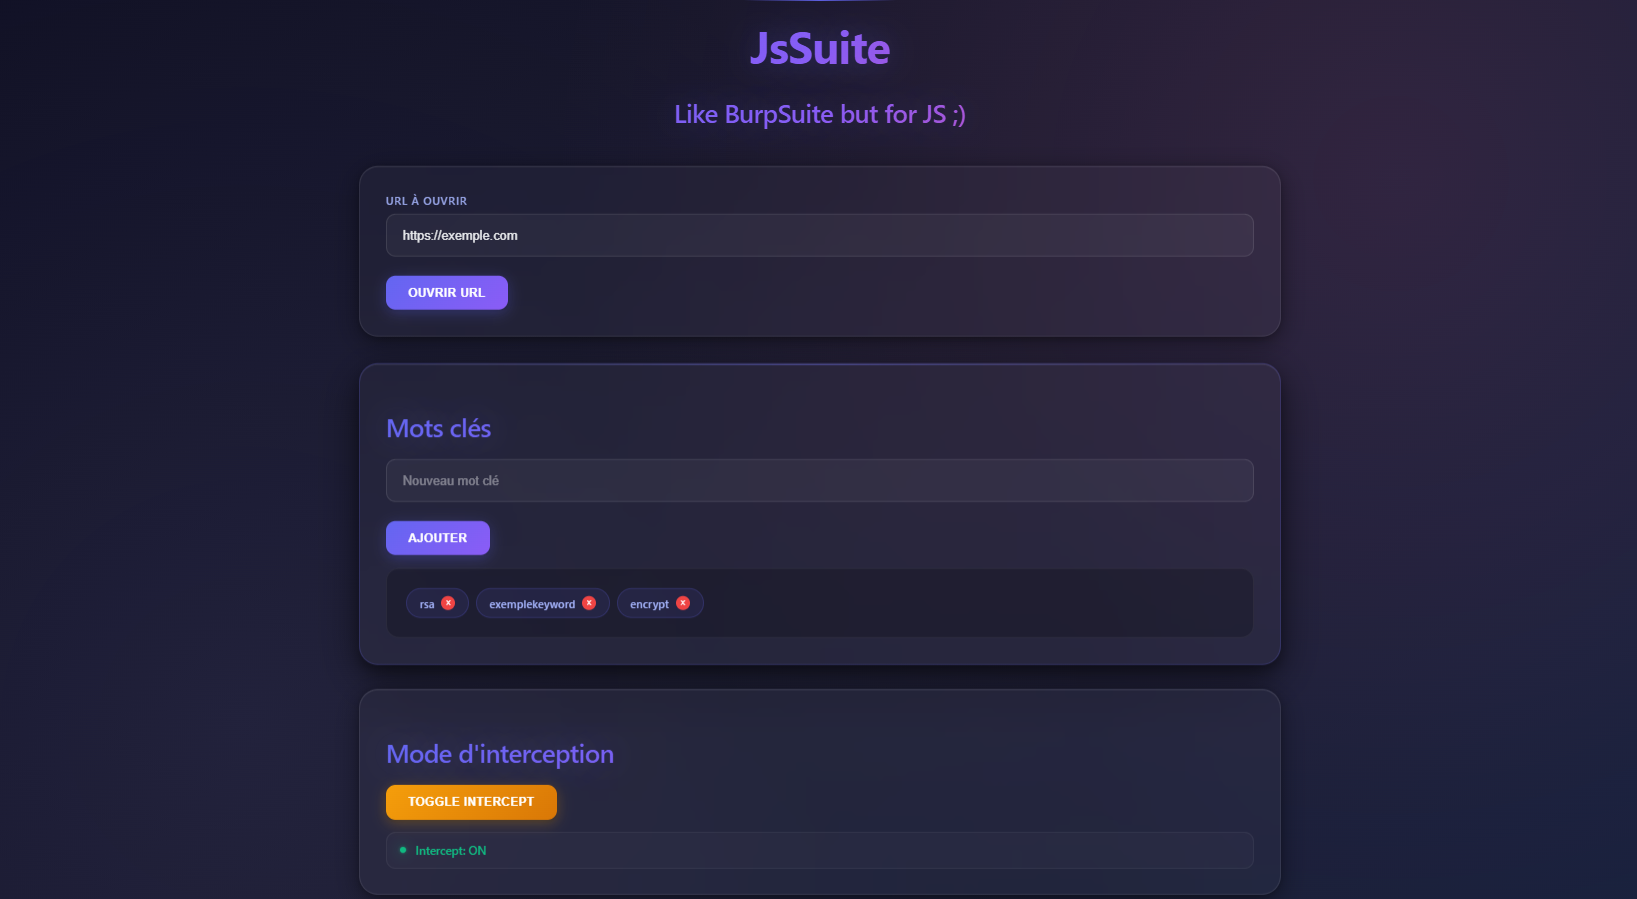 JsSuite
Like BurpSuite but for JS ;)
URL À OUVRIR
https://exemple.com
OUVRIR URL
Mots clés
Nouveau mot clé
AJOUTER
rsa x exemplekeyword x encrypt x
Mode d'interception
TOGGLE INTERCEPT
Intercept: ON